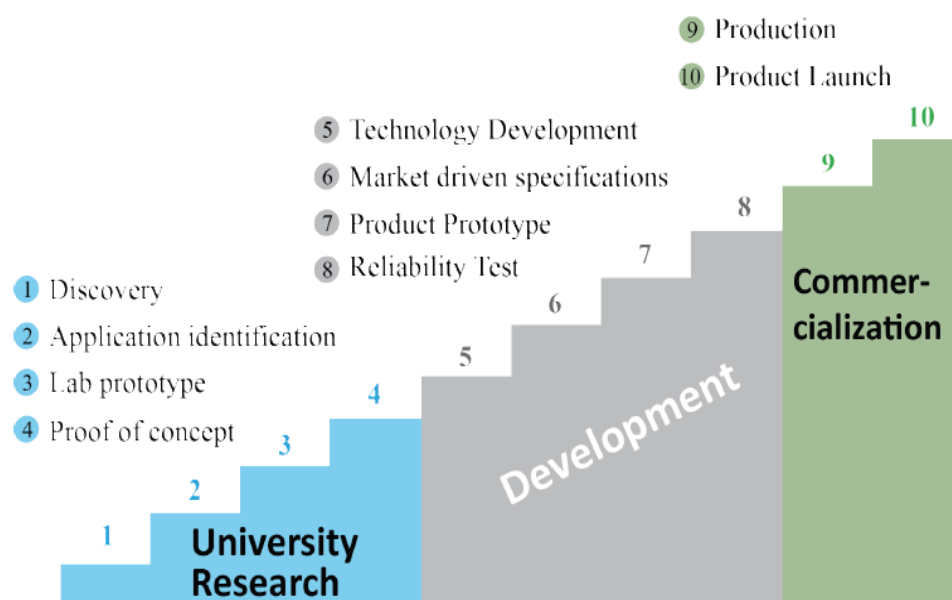 9 Production
10 Product Launch
10
5 Technology Development
9
6 Market driven specifications
8
7 Product Prototype
7
8 Reliability Test
1 Discovery
Commer-
cialization
6
2 Application identification
5
3 Lab prototype
4
Development
4 Proof of concept
3
2
1
University
Research